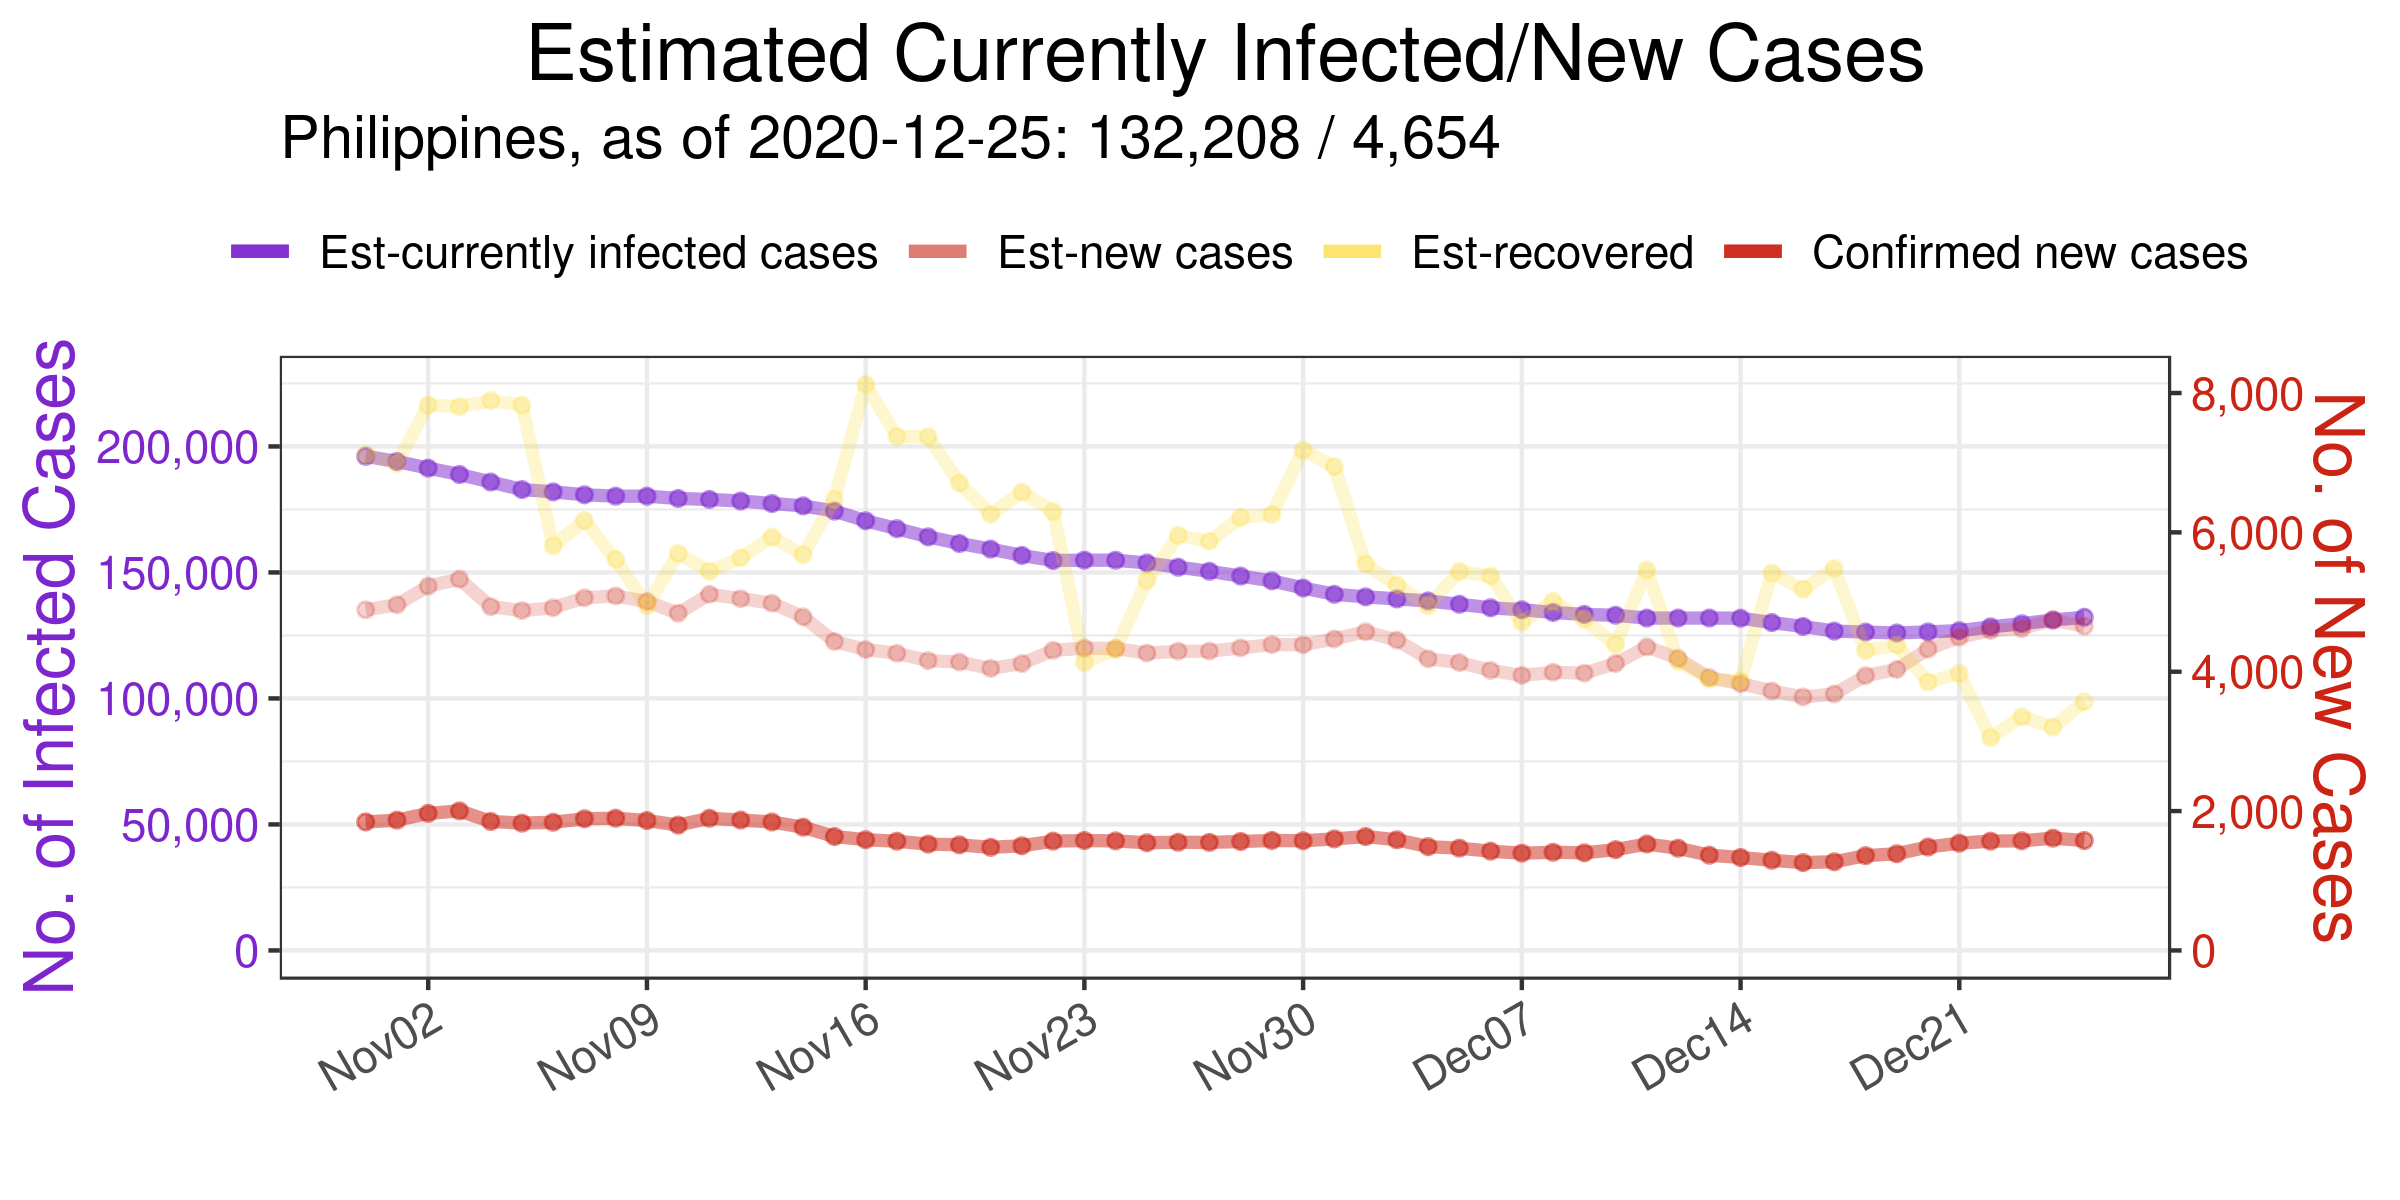 Estimated Currently Infected/New Cases
Philippines, as of 2020-12-25: 132,208 / 4,654
Est-currently infected cases Est-new cases Est-recovered Confirmed new cases
No. of Infected Cases
200,000
150,000
100,000
50,000
0
8,000
6,000
4,000
2,000
0
No. of New Cases
Nov02 Nov09 Nov16 Nov23 Nov30 Dec07 Dec14 Dec21